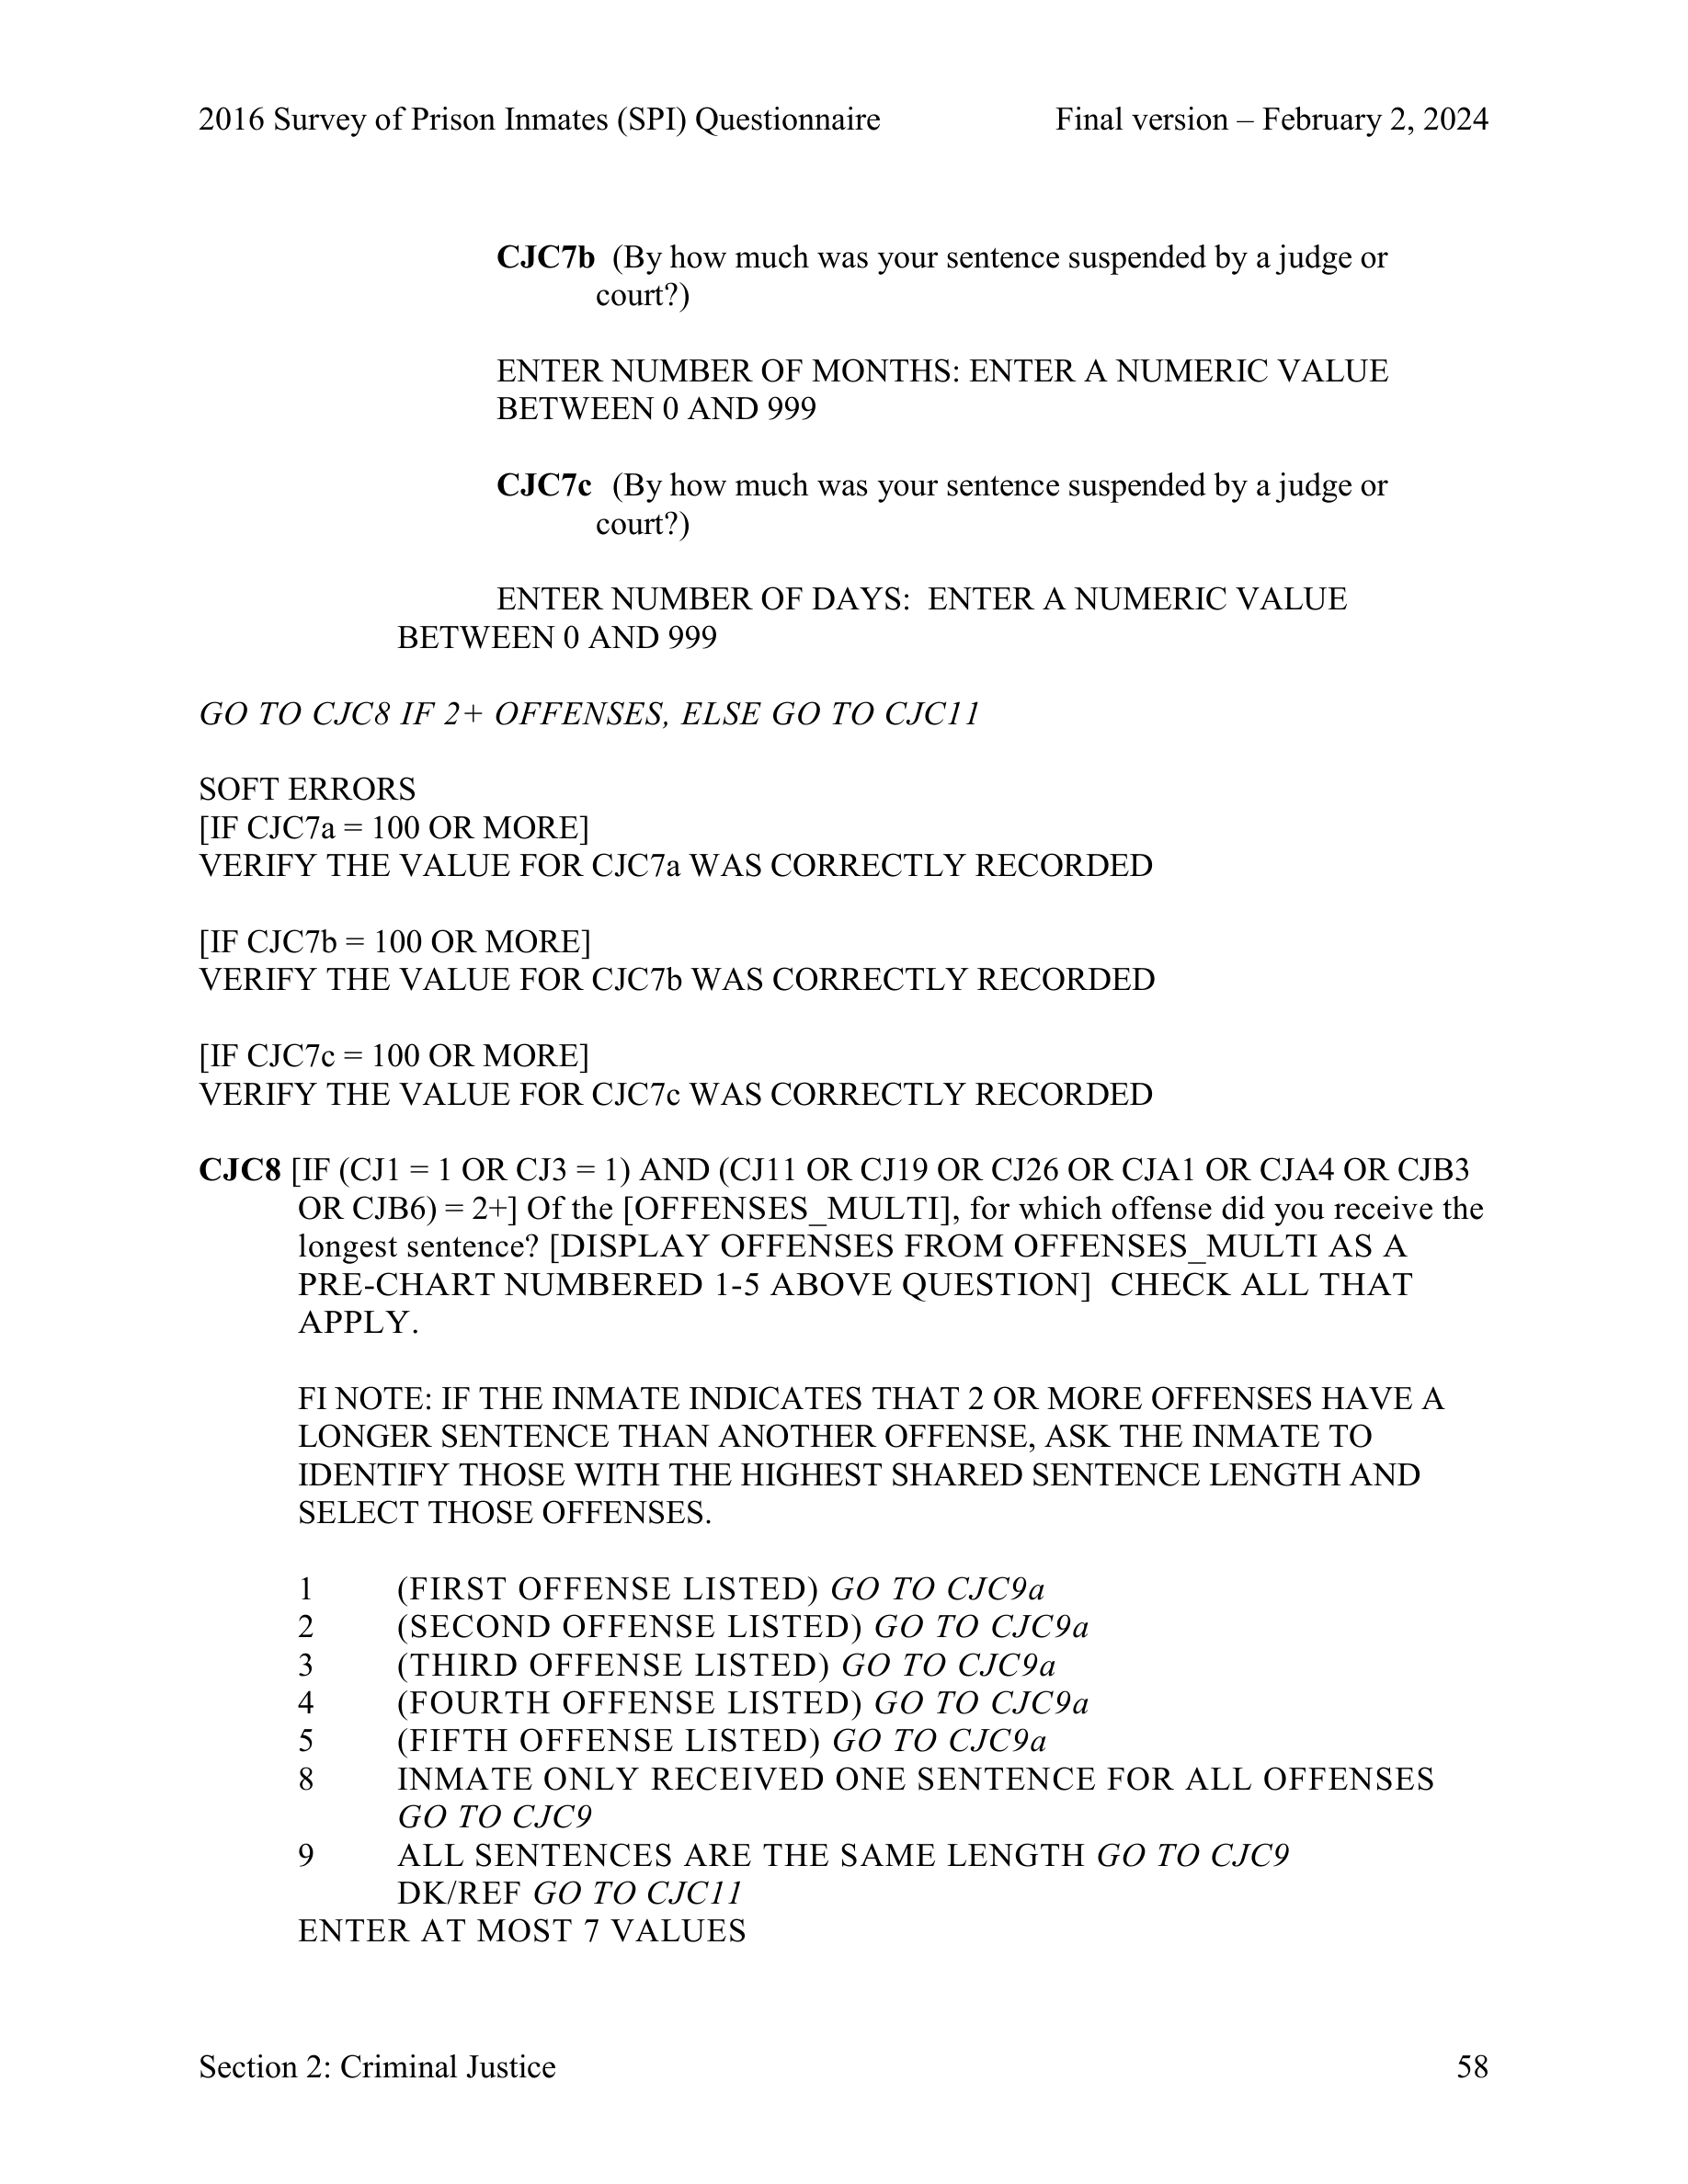 2016 Survey of Prison Inmates (SPI) Questionnaire Final version – February 2, 2024
CJC7b (By how much was your sentence suspended by a judge or
court?)
ENTER NUMBER OF MONTHS: ENTER A NUMERIC VALUE
BETWEEN 0 AND 999
CJC7c (By how much was your sentence suspended by a judge or
court?)
ENTER NUMBER OF DAYS: ENTER A NUMERIC VALUE
BETWEEN 0 AND 999
GO TO CJC8 IF 2+ OFFENSES, ELSE GO TO CJC11
SOFT ERRORS
[IF CJC7a = 100 OR MORE]
VERIFY THE VALUE FOR CJC7a WAS CORRECTLY RECORDED
[IF CJC7b = 100 OR MORE]
VERIFY THE VALUE FOR CJC7b WAS CORRECTLY RECORDED
[IF CJC7c = 100 OR MORE]
VERIFY THE VALUE FOR CJC7c WAS CORRECTLY RECORDED
CJC8 [IF (CJ1 = 1 OR CJ3 = 1) AND (CJ11 OR CJ19 OR CJ26 OR CJA1 OR CJA4 OR CJB3
OR CJB6) = 2+] Of the [OFFENSES_MULTI], for which offense did you receive the
longest sentence? [DISPLAY OFFENSES FROM OFFENSES_MULTI AS A
PRE-CHART NUMBERED 1-5 ABOVE QUESTION] CHECK ALL THAT
APPLY.
FI NOTE: IF THE INMATE INDICATES THAT 2 OR MORE OFFENSES HAVE A
LONGER SENTENCE THAN ANOTHER OFFENSE, ASK THE INMATE TO
IDENTIFY THOSE WITH THE HIGHEST SHARED SENTENCE LENGTH AND
SELECT THOSE OFFENSES.
1 (FIRST OFFENSE LISTED) GO TO CJC9a
2 (SECOND OFFENSE LISTED) GO TO CJC9a
3 (THIRD OFFENSE LISTED) GO TO CJC9a
4 (FOURTH OFFENSE LISTED) GO TO CJC9a
5 (FIFTH OFFENSE LISTED) GO TO CJC9a
8 INMATE ONLY RECEIVED ONE SENTENCE FOR ALL OFFENSES
GO TO CJC9
9 ALL SENTENCES ARE THE SAME LENGTH GO TO CJC9
DK/REF GO TO CJC11
ENTER AT MOST 7 VALUES
Section 2: Criminal Justice 58